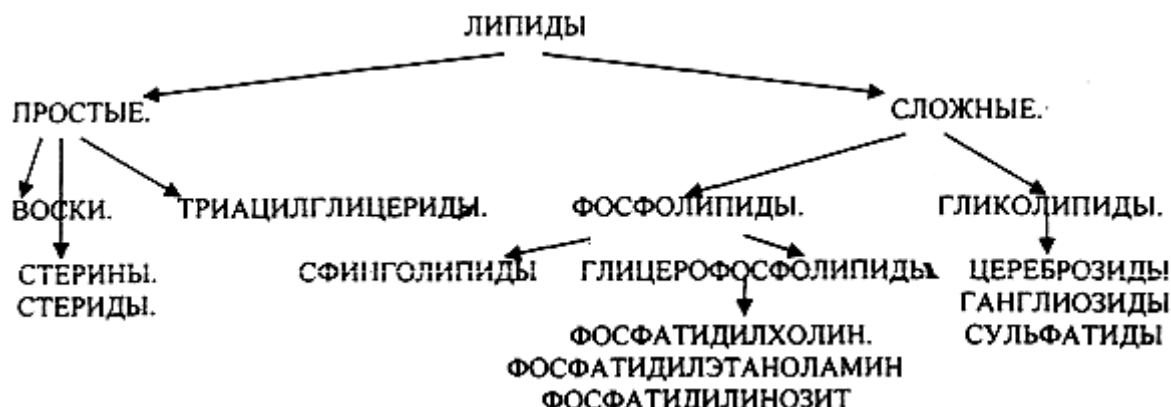 ЛИПИДЫ
ПРОСТЫЕ.
СЛОЖНЫЕ.
ВОСКИ. ТРИАЦИЛГЛИЦЕРИДЫ. ФОСФОЛИПИДЫ. ГЛИКОЛИПИДЫ.
СТЕРИНЫ. СФИНГОЛИПИДЫ ГЛИЦЕРОФОСФОЛИПИДЫ ЦЕРЕБРОЗИДЫ
СТЕРИДЫ. ГАНГЛИОЗИДЫ
ФОСФАТИДИЛХОЛИН. СУЛЬФАТИДЫ
ФОСФАТИДИЛЭТАНОЛАМИН
ФОСФАТИДИЛИНОЗИТ